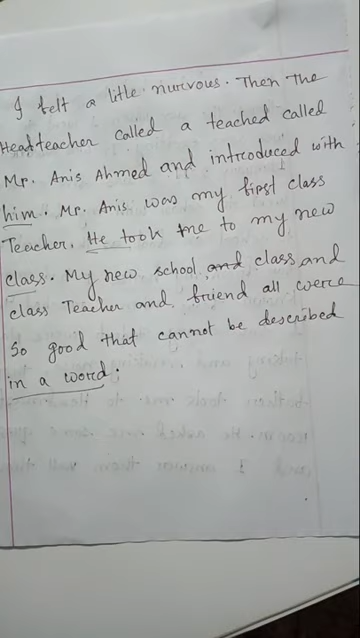 I felt a litle nurvous. Then the
Headteacher called a teached called
Mr. Anis Ahmed and introduced with
him. Mr. Anis was my first class
Teacher. He took me to my new
class. My new school and class and
class Teacher and friend all were
So good that cannot be described
in a word.